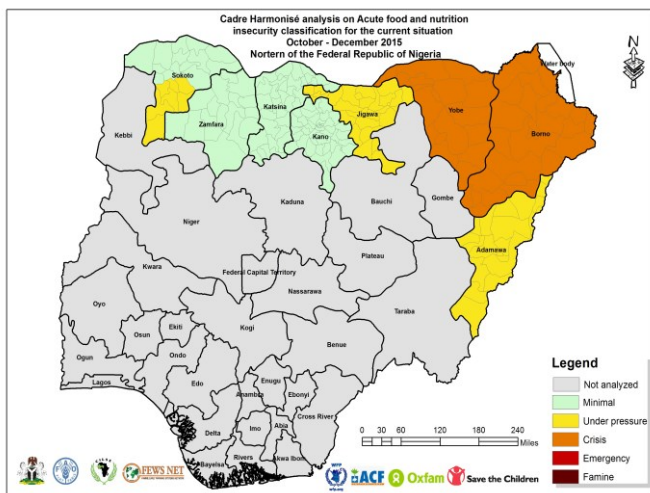 Cadre Harmonisé analysis on Acute food and nutrition
insecurity classification for the current situation
October - December 2015
Nortern of the Federal Republic of Nigeria
N
Water body
Sokoto
Katsina
Jigawa
Yobe
Borno
Kebbi
Zamfara
Kano
Kaduna
Bauchi
Gombe
Niger
Adamawa
Plateau
Kwara
Federal Capital Territory
Nassarawa
Taraba
Oyo
Kogi
Benue
Osun
Ekiti
Ogun
Ondo
Lagos
Edo
Enugu
Anambra
Ebonyi
Cross River
Delta
Imo
Abia
Bayelsa
Rivers
Akwa Ibom
0 30 60 120 180 240
Miles
Legend
Not analyzed
Minimal
Under pressure
Crisis
Emergency
Famine
FEWS NET
WFP
wfp.org
ACF
Oxfam
Save the Children